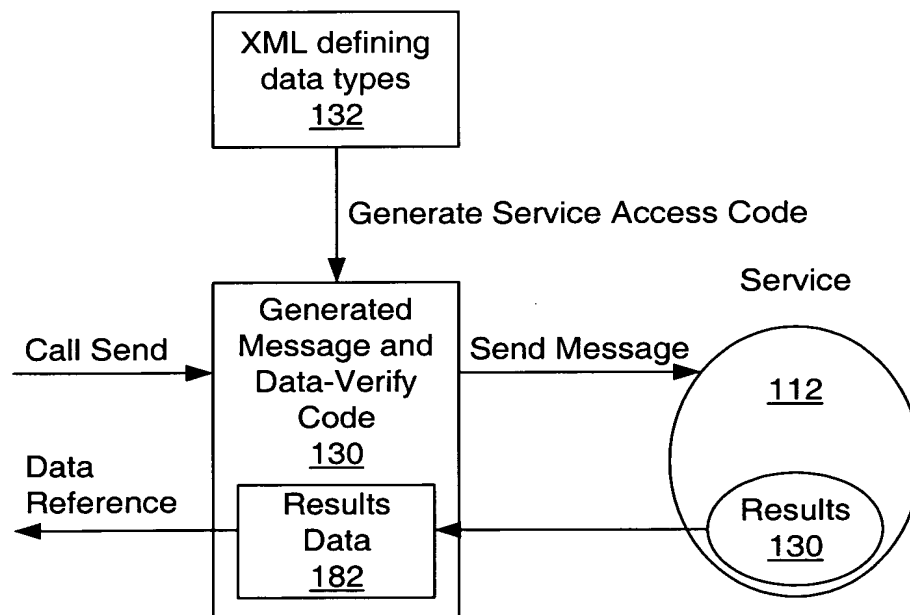 XML defining
data types
132
Generate Service Access Code
Service
Call Send
Generated
Message and
Data-Verify
Code
130
Send Message
112
Data
Reference
Results
Data
182
Results
130